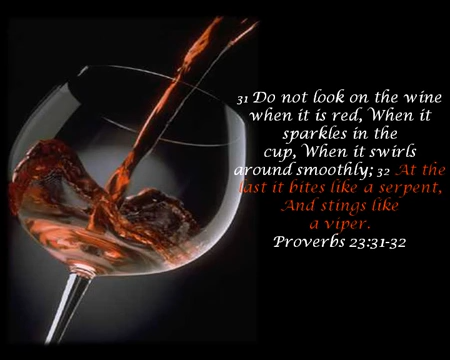 31 Do not look on the wine
when it is red, When it
sparkles in the
cup, When it swirls
around smoothly; 32 At the
last it bites like a serpent,
And stings like
a viper.
Proverbs 23:31-32